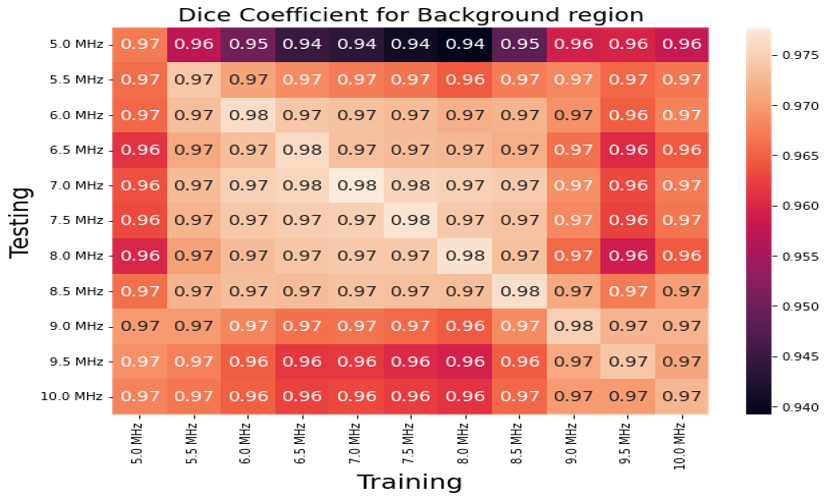 Dice Coefficient for Background region
5.0 MHz 0.97 0.96 0.95 0.94 0.94 0.94 0.94 0.95 0.96 0.96 0.96
5.5 MHz 0.97 0.97 0.97 0.97 0.97 0.97 0.96 0.97 0.97 0.97 0.97
6.0 MHz 0.97 0.97 0.98 0.97 0.97 0.97 0.97 0.97 0.97 0.96 0.97
6.5 MHz 0.96 0.97 0.97 0.98 0.97 0.97 0.97 0.97 0.97 0.96 0.96
7.0 MHz 0.96 0.97 0.97 0.98 0.98 0.98 0.97 0.97 0.97 0.96 0.97
7.5 MHz 0.96 0.97 0.97 0.97 0.97 0.98 0.97 0.97 0.97 0.96 0.97
8.0 MHz 0.96 0.97 0.97 0.97 0.97 0.97 0.98 0.97 0.97 0.96 0.96
8.5 MHz 0.97 0.97 0.97 0.97 0.97 0.97 0.97 0.98 0.97 0.97 0.97
9.0 MHz 0.97 0.97 0.97 0.97 0.97 0.97 0.96 0.97 0.98 0.97 0.97
9.5 MHz 0.97 0.97 0.96 0.96 0.96 0.96 0.96 0.96 0.97 0.97 0.97
10.0 MHz 0.97 0.97 0.96 0.96 0.96 0.96 0.96 0.97 0.97 0.97 0.97
5.0 MHz 5.5 MHz 6.0 MHz 6.5 MHz 7.0 MHz 7.5 MHz 8.0 MHz 8.5 MHz 9.0 MHz 9.5 MHz 10.0 MHz
Training
Testing
0.975
0.970
0.965
0.960
0.955
0.950
0.945
0.940